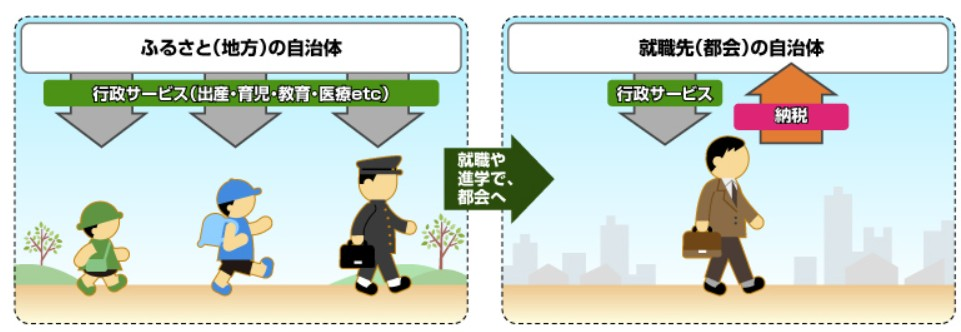 ふるさと(地方)の自治体
行政サービス(出産・育児・教育・医療etc)
就職や
進学で、
都会へ
就職先(都会)の自治体
行政サービス
納税